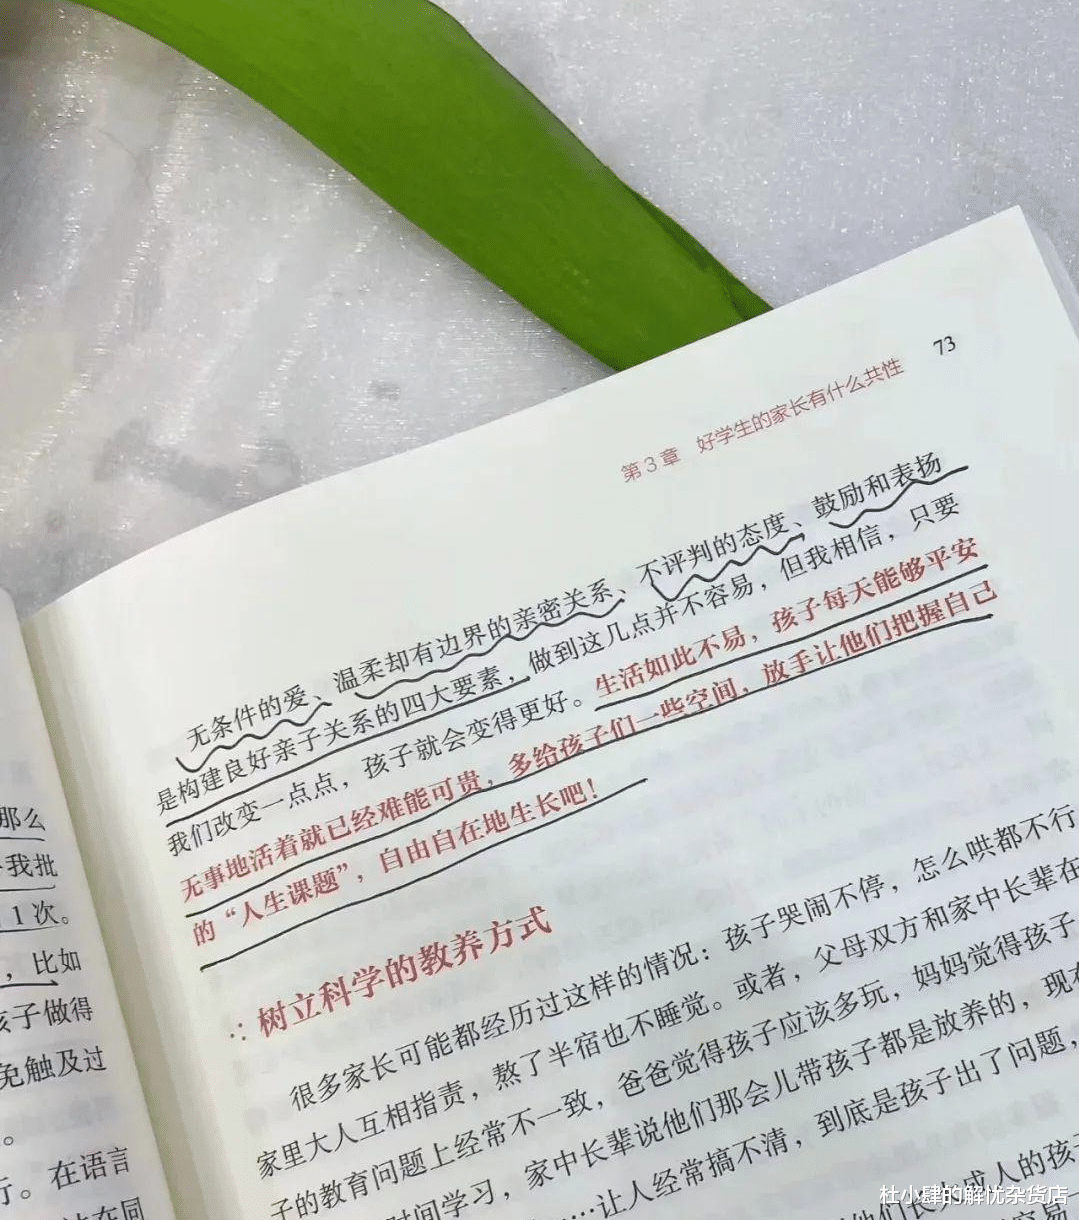 73
第3章 好学生的家长有什么共性
无条件的爱、温柔却有边界的亲密关系、不评判的态度、鼓励和表扬
是构建良好亲子关系的四大要素，做到这几点并不容易，但我相信，只要
我们改变一点点，孩子就会变得更好。生活如此不易，孩子每天能够平安
无事地活着就已经难能可贵，多给孩子们一些空间，放手让他们把握自己
的“人生课题”，自由自在地生长吧！
树立科学的教养方式
很多家长可能都经历过这样的情况：孩子哭闹不停，怎么哄都不行，
家里大人互相指责，熬了半宿也不睡觉。或者，父母双方和家中长辈在
子的教育问题上经常不一致，爸爸觉得孩子应该多玩，妈妈觉得孩子
时间学习，家中长辈说他们那会儿带孩子都是放养的，现
……让人经常搞不清，到底是孩子出了问题，
他们长大成人的孩
容易
那么
我批
1次。
，比如
孩子做得
免触及过
。
行。在语言
在同
杜小肆的解忧杂货店